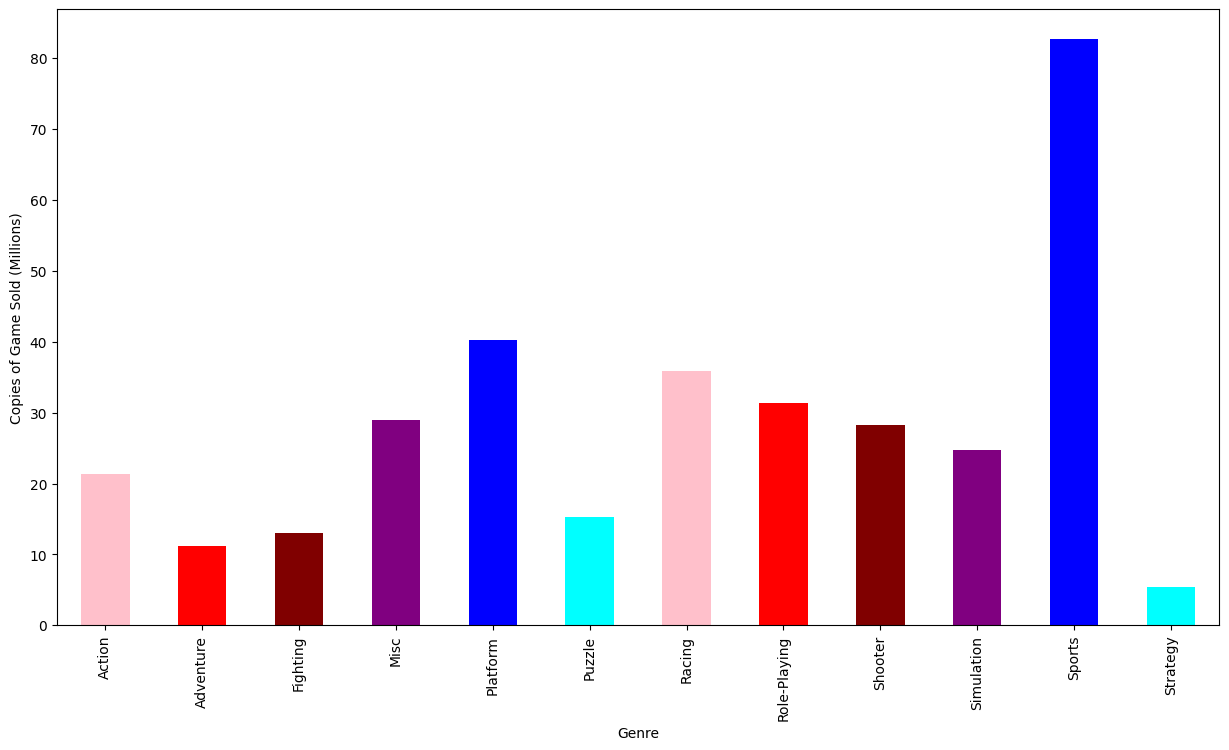 Copies of Game Sold (Millions)
80
70
60
50
40
30
20
10
0
Action
Adventure
Fighting
Misc
Platform
Puzzle
Racing
Role-Playing
Shooter
Simulation
Sports
Strategy
Genre